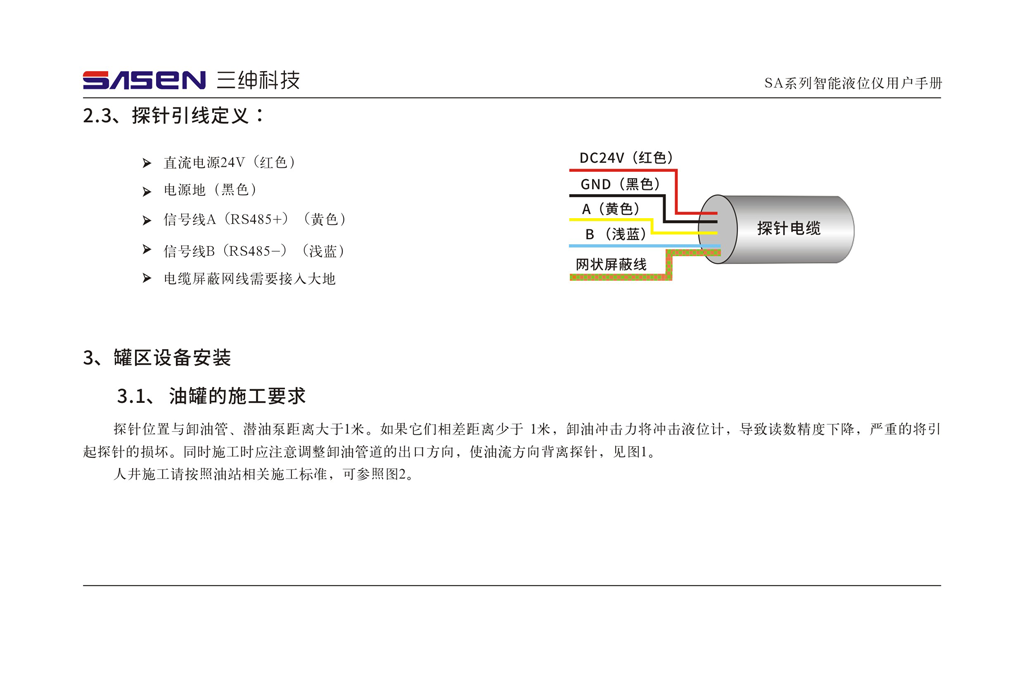 SASEN 三绅科技
SA系列智能液位仪用户手册
2.3、探针引线定义：
➢ 直流电源24V（红色）
➢ 电源地（黑色）
➢ 信号线A（RS485+）（黄色）
➢ 信号线B（RS485−）（浅蓝）
➢ 电缆屏蔽网线需要接入大地
DC24V（红色）
GND（黑色）
A（黄色）
B （浅蓝）
网状屏蔽线
探针电缆
3、罐区设备安装
3.1、 油罐的施工要求
探针位置与卸油管、潜油泵距离大于1米。如果它们相差距离少于 1米，卸油冲击力将冲击液位计，导致读数精度下降，严重的将引
起探针的损坏。同时施工时应注意调整卸油管道的出口方向，使油流方向背离探针，见图1。
人井施工请按照油站相关施工标准，可参照图2。